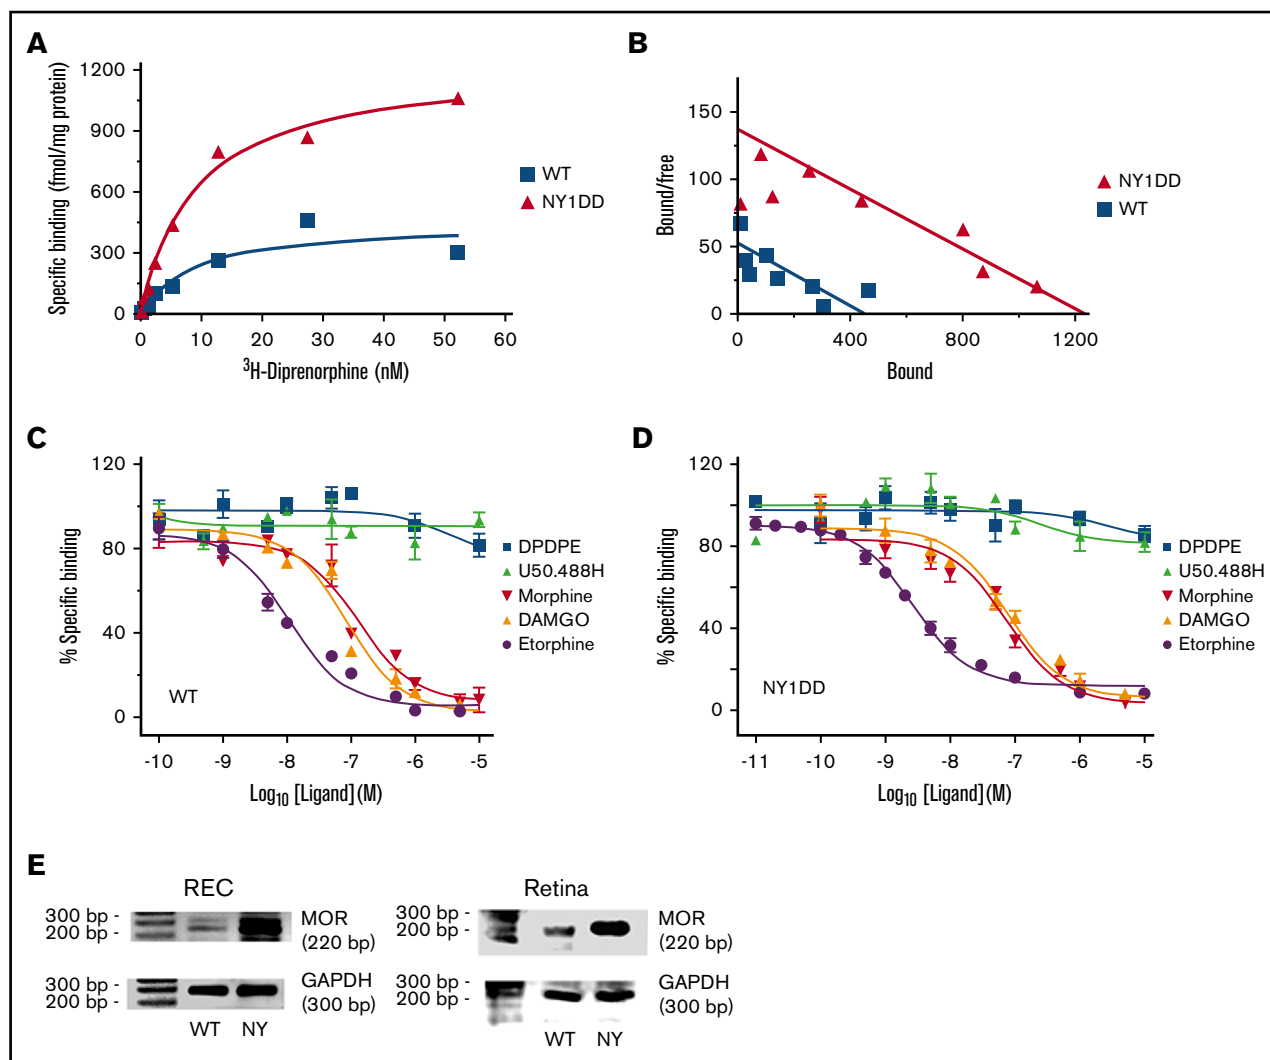 A
Specific binding (fmol/mg protein)
1200
900
600
300
0
0 10 20 30 40 50 60
³H-Diprenorphine (nM)
WT
NY1DD
B
Bound/free
150
100
50
0
0 400 800 1200
Bound
NY1DD
WT
C
% Specific binding
120
80
40
0
WT
-10 -9 -8 -7 -6 -5
Log₁₀ [Ligand] (M)
DPDPE
U50.488H
Morphine
DAMGO
Etorphine
D
% Specific binding
120
80
40
0
NY1DD
-11 -10 -9 -8 -7 -6 -5
Log₁₀ [Ligand] (M)
DPDPE
U50.488H
Morphine
DAMGO
Etorphine
E
REC
300 bp -
200 bp -
MOR
(220 bp)
300 bp -
200 bp -
GAPDH
(300 bp)
WT NY
Retina
300 bp -
200 bp -
MOR
(220 bp)
300 bp -
200 bp -
GAPDH
(300 bp)
WT NY